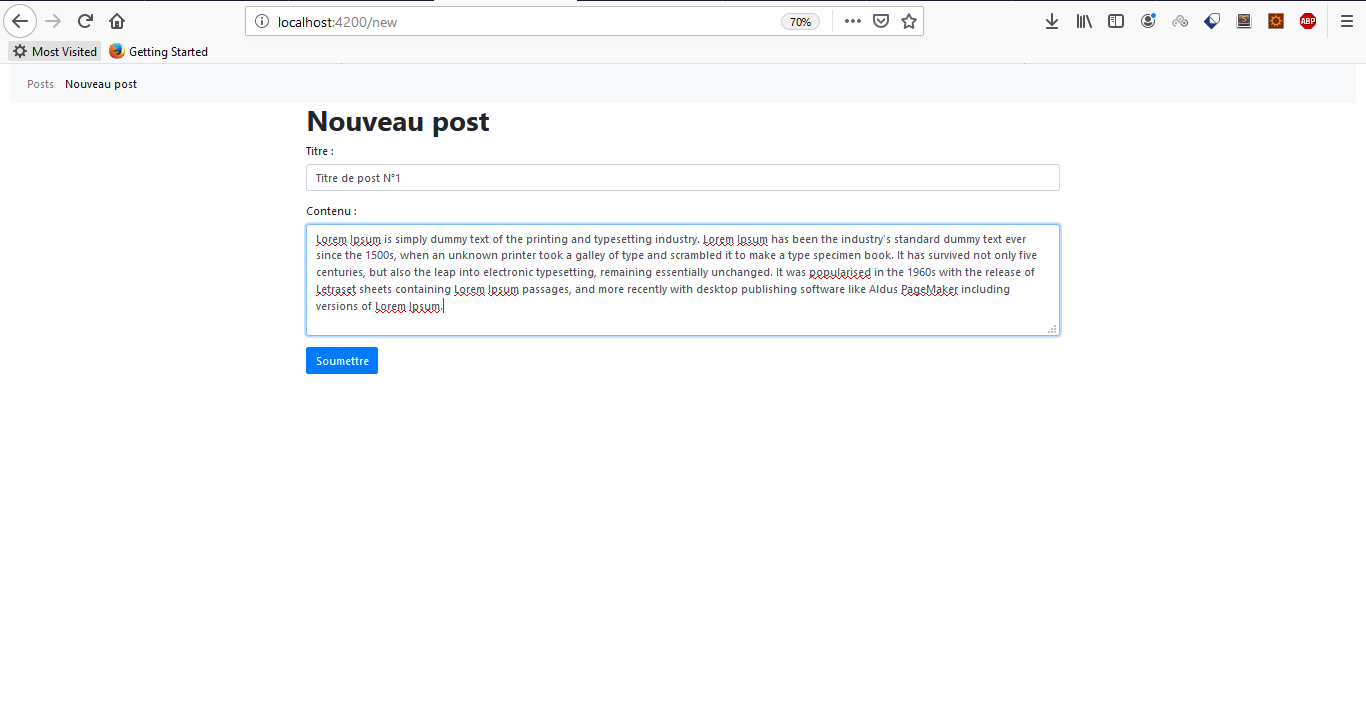 localhost:4200/new
70%
ABP
Most Visited
Getting Started
Posts
Nouveau post
Nouveau post
Titre :
Titre de post N°1
Contenu :
Lorem Ipsum is simply dummy text of the printing and typesetting industry. Lorem Ipsum has been the industry's standard dummy text ever
since the 1500s, when an unknown printer took a galley of type and scrambled it to make a type specimen book. It has survived not only five
centuries, but also the leap into electronic typesetting, remaining essentially unchanged. It was popularised in the 1960s with the release of
Letraset sheets containing Lorem Ipsum passages, and more recently with desktop publishing software like Aldus PageMaker including
versions of Lorem Ipsum.
Soumettre